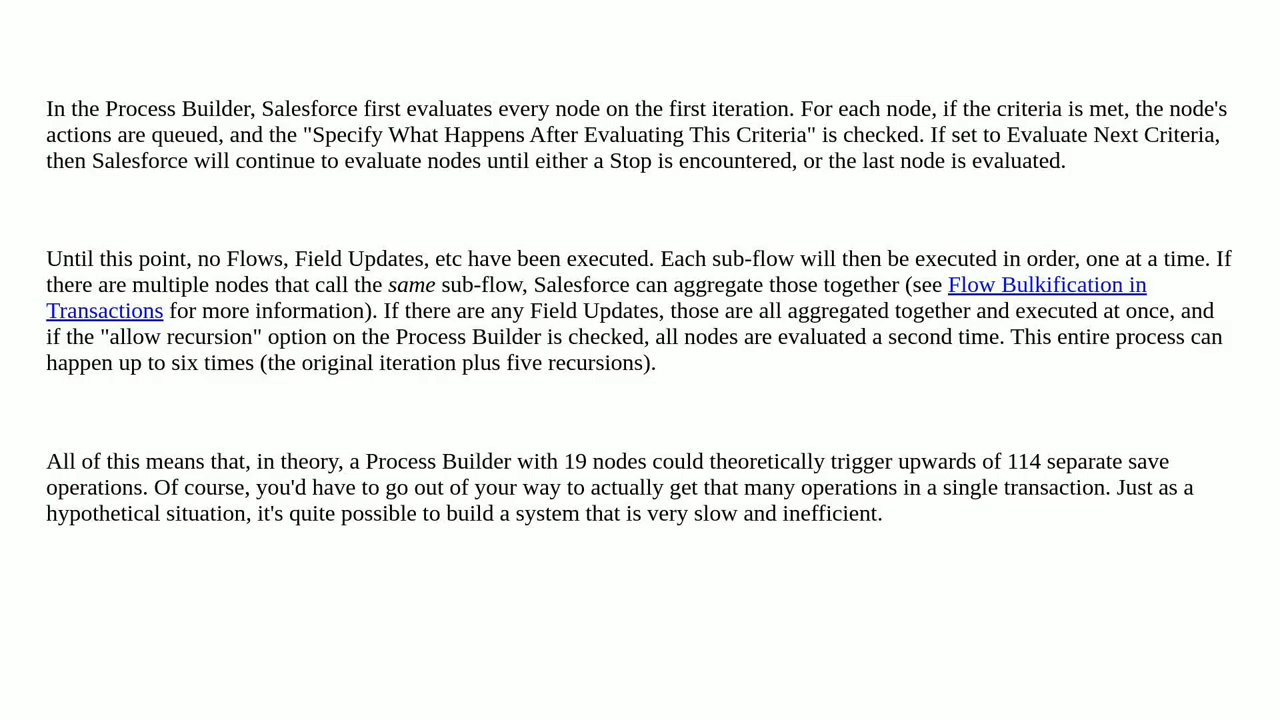 In the Process Builder, Salesforce first evaluates every node on the first iteration. For each node, if the criteria is met, the node's
actions are queued, and the "Specify What Happens After Evaluating This Criteria" is checked. If set to Evaluate Next Criteria,
then Salesforce will continue to evaluate nodes until either a Stop is encountered, or the last node is evaluated.
Until this point, no Flows, Field Updates, etc have been executed. Each sub-flow will then be executed in order, one at a time. If
there are multiple nodes that call the same sub-flow, Salesforce can aggregate those together (see Flow Bulkification in
Transactions for more information). If there are any Field Updates, those are all aggregated together and executed at once, and
if the "allow recursion" option on the Process Builder is checked, all nodes are evaluated a second time. This entire process can
happen up to six times (the original iteration plus five recursions).
All of this means that, in theory, a Process Builder with 19 nodes could theoretically trigger upwards of 114 separate save
operations. Of course, you'd have to go out of your way to actually get that many operations in a single transaction. Just as a
hypothetical situation, it's quite possible to build a system that is very slow and inefficient.